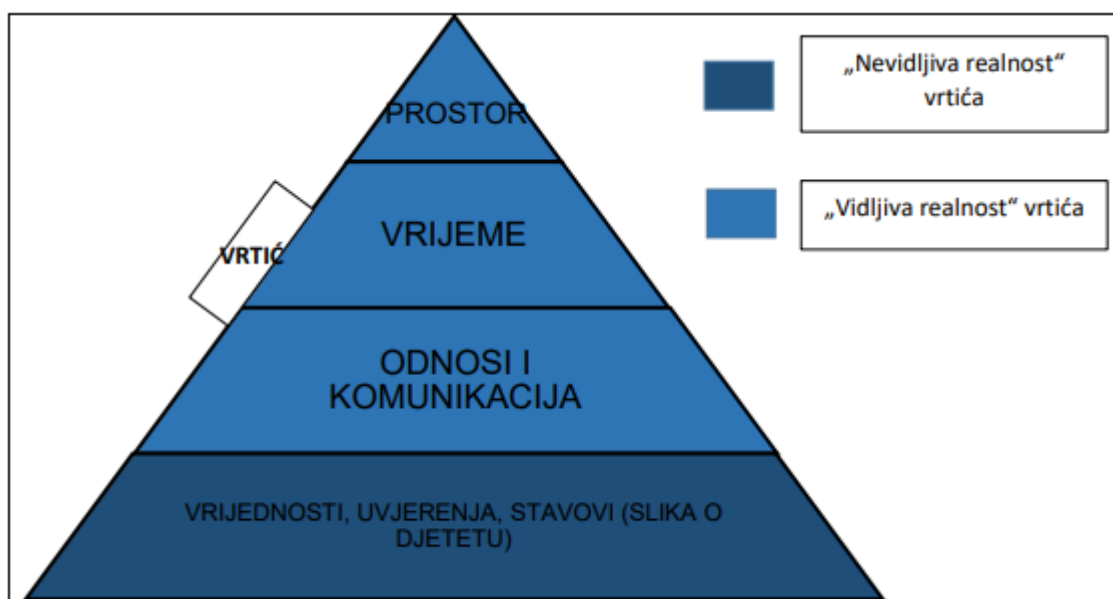 PROSTOR
VRIJEME
ODNOSI I
KOMUNIKACIJA
VRIJEDNOSTI, UVJERENJA, STAVOVI (SLIKA O
DJETETU)
VRTIĆ
„Nevidljiva realnost“
vrtića
„Vidljiva realnost“ vrtića